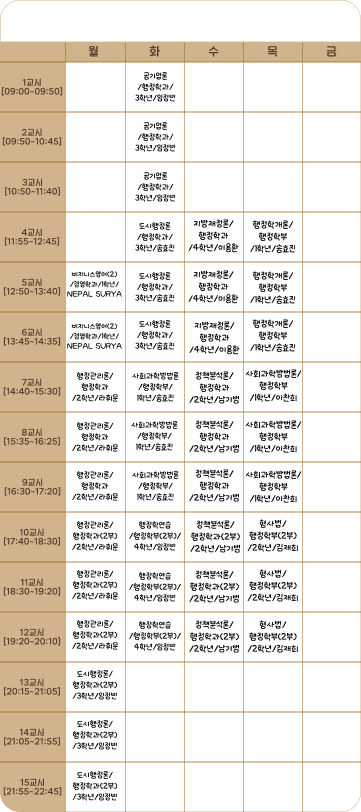 월 화 수 목 금
1교시
[09:00~09:50]
공기업론
/행정학과/
3학년/임정빈
2교시
[09:50~10:45]
공기업론
/행정학과/
3학년/임정빈
3교시
[10:50~11:40]
공기업론
/행정학과/
3학년/임정빈
4교시
[11:55~12:45]
도시행정론
/행정학과/
3학년/송효진
지방재정론/
행정학과
/4학년/이용환
행정학개론/
행정학부
/1학년/송효진
5교시
[12:50~13:40]
비지니스영어(2)
/경영학과/1학년/
NEPAL SURYA
도시행정론
/행정학과/
3학년/송효진
지방재정론/
행정학과
/4학년/이용환
행정학개론/
행정학부
/1학년/송효진
6교시
[13:45~14:35]
비지니스영어(2)
/경영학과/1학년/
NEPAL SURYA
도시행정론
/행정학과/
3학년/송효진
지방재정론/
행정학과
/4학년/이용환
행정학개론/
행정학부
/1학년/송효진
7교시
[14:40~15:30]
행정관리론/
행정학과
/2학년/라휘문
사회과학방법론
/행정학부/
1학년/송효진
정책분석론/
행정학과
/2학년/남기범
사회과학방법론/
행정학부
/1학년/이찬희
8교시
[15:35~16:25]
행정관리론/
행정학과
/2학년/라휘문
사회과학방법론
/행정학부/
1학년/송효진
정책분석론/
행정학과
/2학년/남기범
사회과학방법론/
행정학부
/1학년/이찬희
9교시
[16:30~17:20]
행정관리론/
행정학과
/2학년/라휘문
사회과학방법론
/행정학부/
1학년/송효진
정책분석론/
행정학과
/2학년/남기범
사회과학방법론/
행정학부
/1학년/이찬희
10교시
[17:40~18:30]
행정관리론/
행정학과(2부)
/2학년/라휘문
행정학연습
/행정학부(2부)/
4학년/임정빈
정책분석론/
행정학과(2부)
/2학년/남기범
형사법/
행정학부(2부)
/2학년/김재희
11교시
[18:30~19:20]
행정관리론/
행정학과(2부)
/2학년/라휘문
행정학연습
/행정학부(2부)/
4학년/임정빈
정책분석론/
행정학과(2부)
/2학년/남기범
형사법/
행정학부(2부)
/2학년/김재희
12교시
[19:20~20:10]
행정관리론/
행정학과(2부)
/2학년/라휘문
행정학연습
/행정학부(2부)/
4학년/임정빈
정책분석론/
행정학과(2부)
/2학년/남기범
형사법/
행정학부(2부)
/2학년/김재희
13교시
[20:15~21:05]
도시행정론/
행정학과(2부)
/3학년/임정빈
14교시
[21:05~21:55]
도시행정론/
행정학과(2부)
/3학년/임정빈
15교시
[21:55~22:45]
도시행정론/
행정학과(2부)
/3학년/임정빈